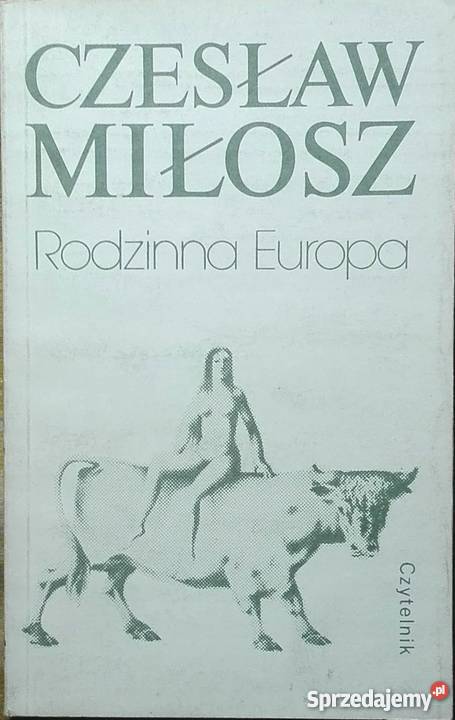 CZESŁAW
MIŁOSZ
Rodzinna Europa
Czytelnik
Sprzedajemy.pl